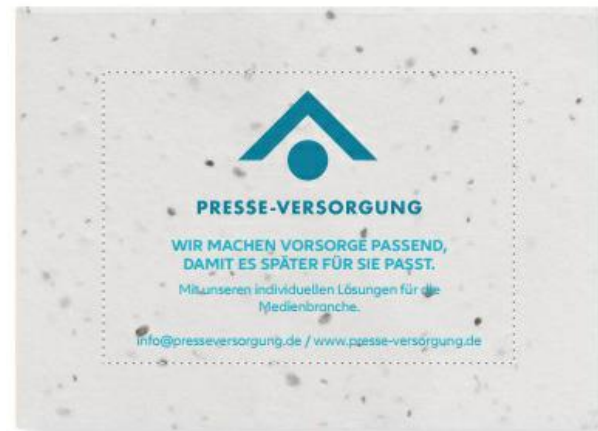 PRESSE-VERSORGUNG
WIR MACHEN VORSORGE PASSEND,
DAMIT ES SPÄTER FÜR SIE PASST.
Mit unseren individuellen Lösungen für die
Medienbranche.
info@presseversorgung.de / www.presse-versorgung.de